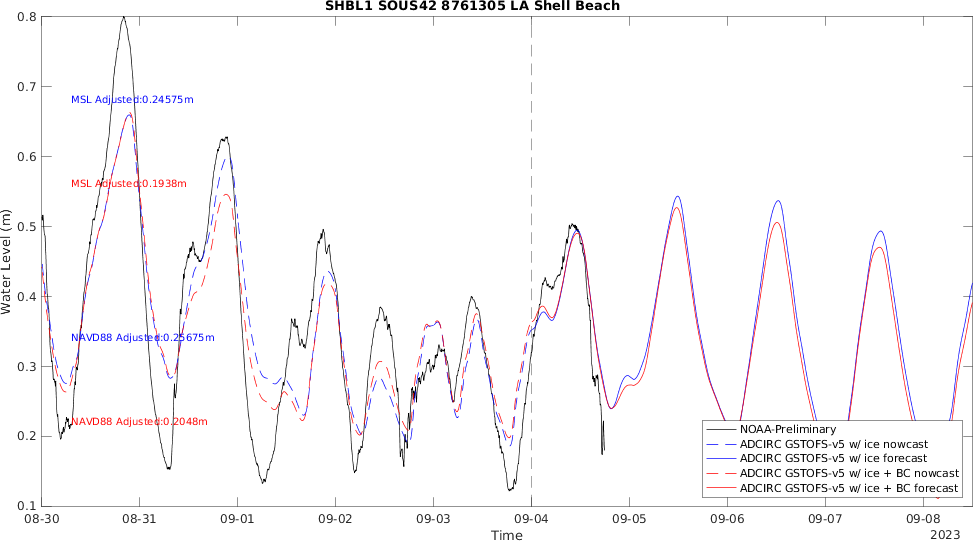 SHBL1 SOUS42 8761305 LA Shell Beach
0.8
0.7
0.6
0.5
0.4
0.3
0.2
0.1
Water Level (m)
MSL Adjusted:0.24575m
MSL Adjusted:0.1938m
NAVD88 Adjusted:0.25675m
NAVD88 Adjusted:0.2048m
NOAA-Preliminary
ADCIRC GSTOFS-v5 w/ ice nowcast
ADCIRC GSTOFS-v5 w/ ice forecast
ADCIRC GSTOFS-v5 w/ ice + BC nowcast
ADCIRC GSTOFS-v5 w/ ice + BC forecast
08-30 08-31 09-01 09-02 09-03 09-04 09-05 09-06 09-07 09-08
Time
2023